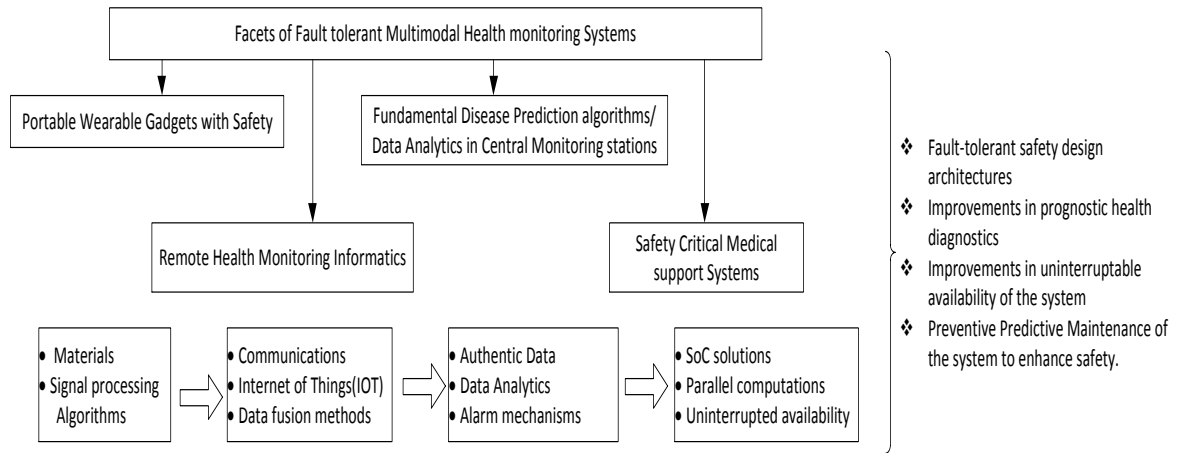 Facets of Fault tolerant Multimodal Health monitoring Systems
Portable Wearable Gadgets with Safety
Fundamental Disease Prediction algorithms/
Data Analytics in Central Monitoring stations
Remote Health Monitoring Informatics
Safety Critical Medical
support Systems
• Materials
• Signal processing
Algorithms
• Communications
• Internet of Things(IOT)
• Data fusion methods
• Authentic Data
• Data Analytics
• Alarm mechanisms
• SoC solutions
• Parallel computations
• Uninterrupted availability
❖ Fault-tolerant safety design
architectures
❖ Improvements in prognostic health
diagnostics
❖ Improvements in uninterruptable
availability of the system
❖ Preventive Predictive Maintenance of
the system to enhance safety.